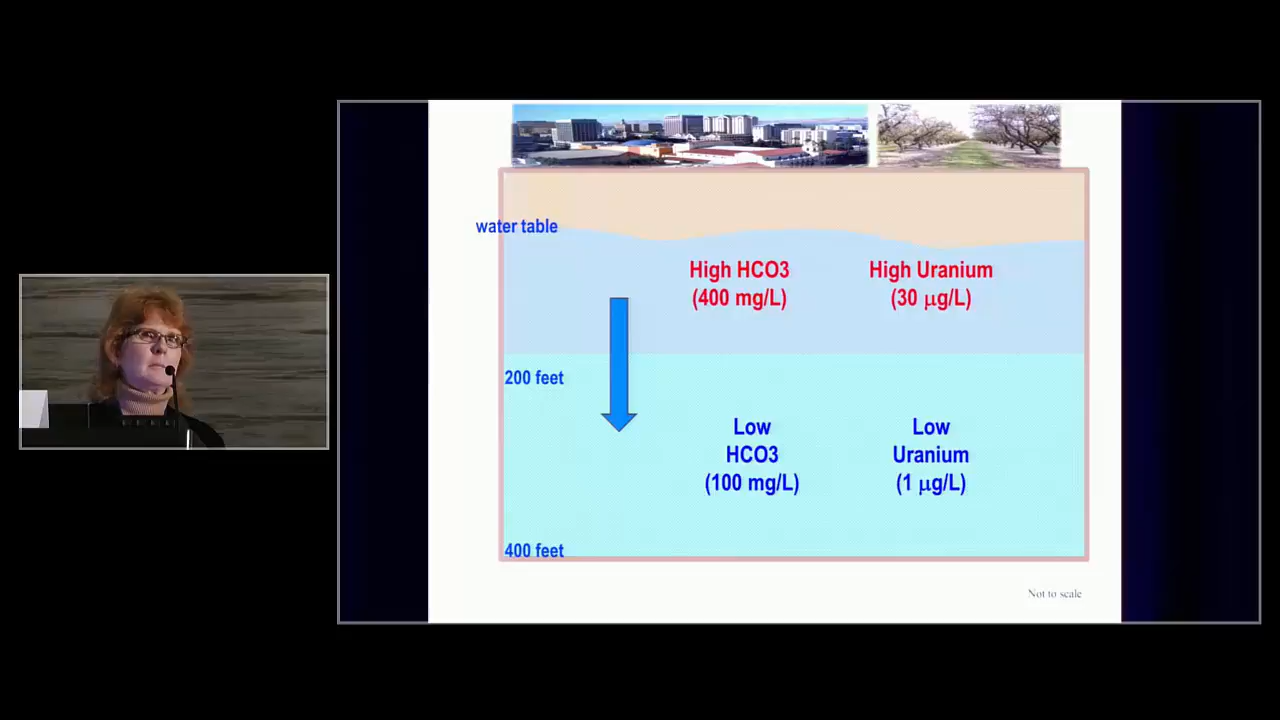 water table
High HCO3
(400 mg/L)
High Uranium
(30 µg/L)
200 feet
Low
HCO3
(100 mg/L)
Low
Uranium
(1 µg/L)
400 feet
Not to scale